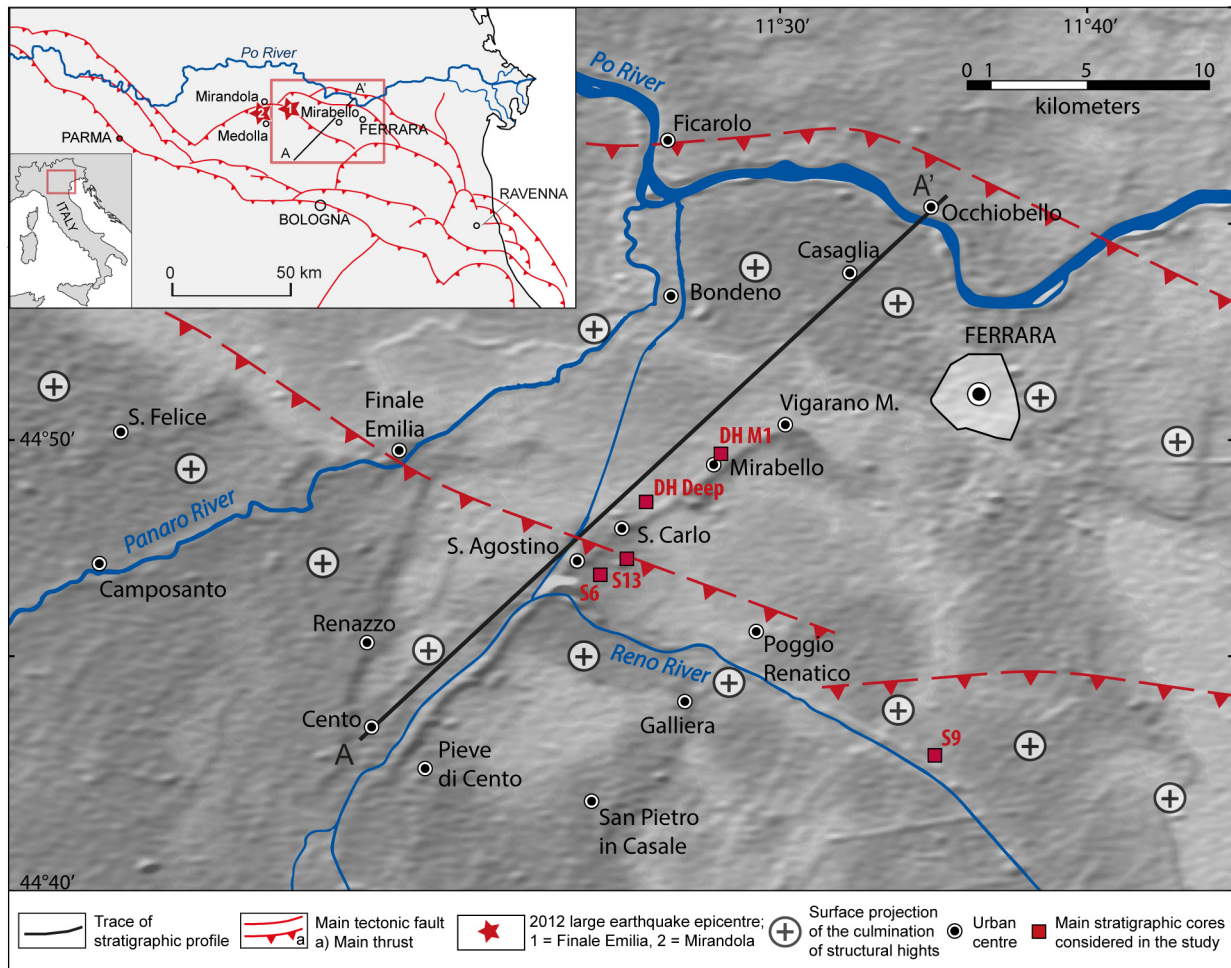 11°30
11°40
0 1 5 10
kilometers
Po River
Mirandola
A'
1
2
Mirabello
Medolla
FERRARA
PARMA
A
RAVENNA
BOLOGNA
ITALY
0 50 km
Po River
Ficarolo
A'
Occhiobello
Casaglia
Bondeno
FERRARA
Finale
Emilia
S. Felice
Vigarano M.
44°50'
DH M1
Mirabello
DH Deep
Panaro River
S. Carlo
S. Agostino
Camposanto
S13
S6
Renazzo
Poggio
Renatico
Reno River
Galliera
Cento
A
S9
Pieve
di Cento
San Pietro
in Casale
44°40'
Trace of
stratigraphic profile
a
Main tectonic fault
a) Main thrust
2012 large earthquake epicentre;
1 = Finale Emilia, 2 = Mirandola
Surface projection
of the culmination
of structural hights
Urban
centre
Main stratigraphic cores
considered in the study